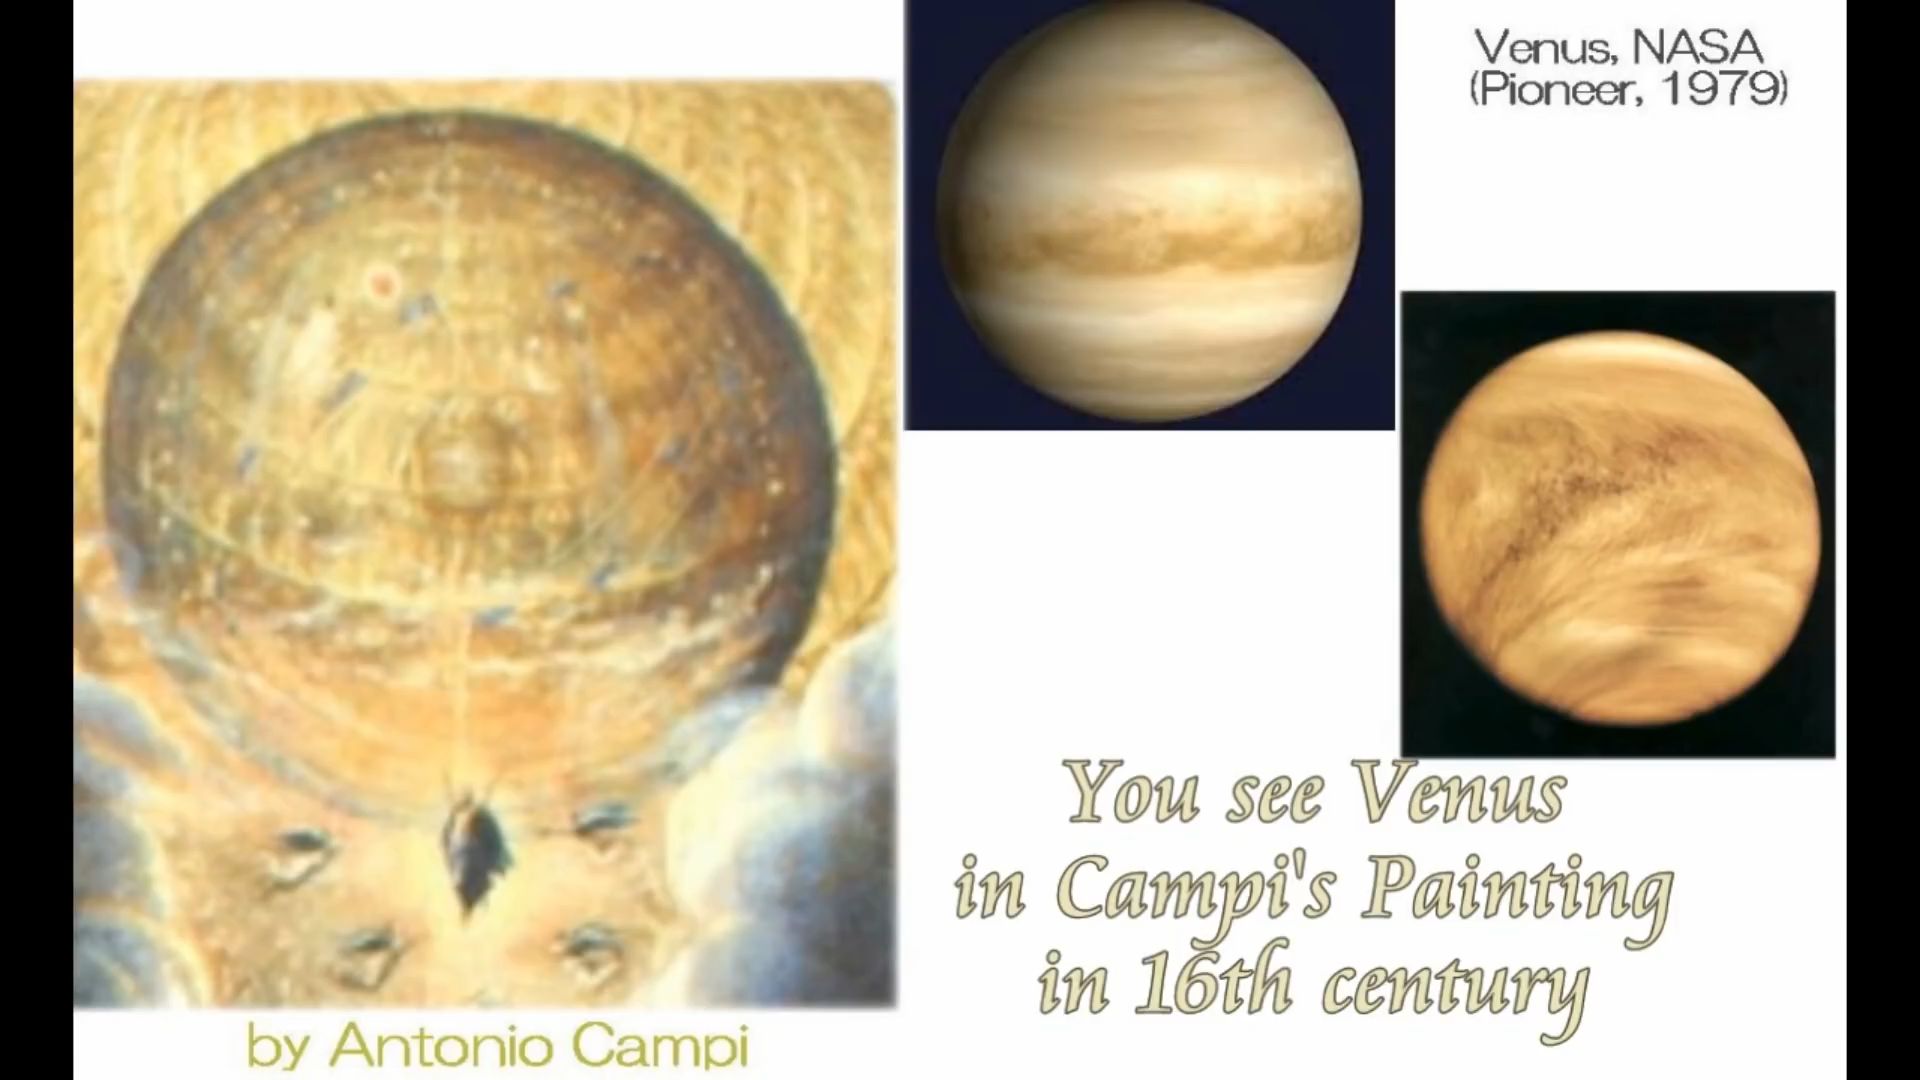 Venus, NASA
(Pioneer, 1979)
You see Venus
in Campi's Painting
in 16th century
by Antonio Campi